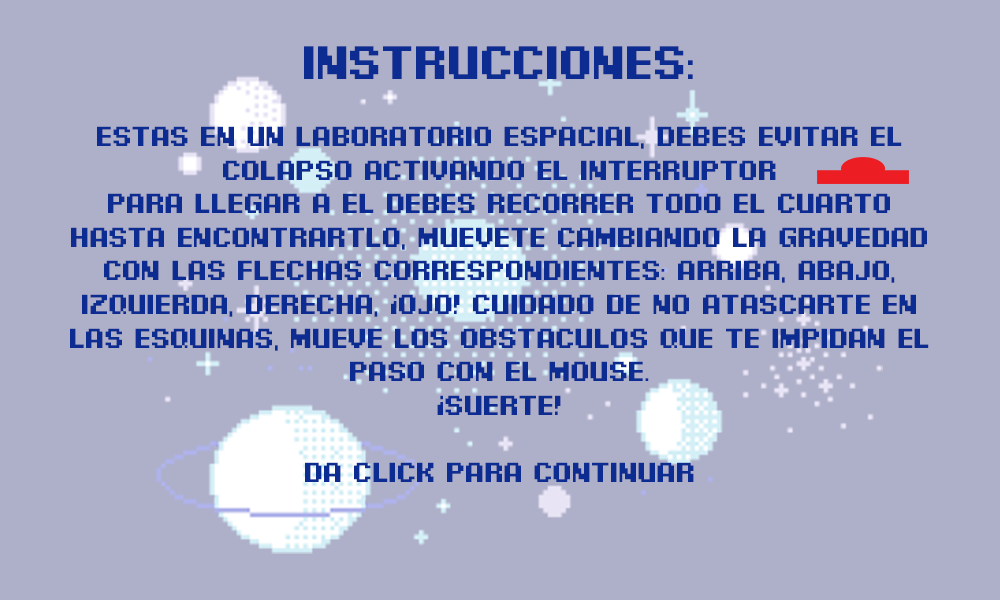 INSTRUCCIONES:
ESTAS EN UN LABORATORIO ESPACIAL, DEBES EVITAR EL
COLAPSO ACTIVANDO EL INTERRUPTOR
PARA LLEGAR A EL DEBES RECORRER TODO EL CUARTO
HASTA ENCONTRARTLO, MUEVETE CAMBIANDO LA GRAVEDAD
CON LAS FLECHAS CORRESPONDIENTES: ARRIBA, ABAJO,
IZQUIERDA, DERECHA, ¡OJO! CUIDADO DE NO ATASCARTE EN
LAS ESQUINAS, MUEVE LOS OBSTACULOS QUE TE IMPIDAN EL
PASO CON EL MOUSE.
¡SUERTE!
DA CLICK PARA CONTINUAR